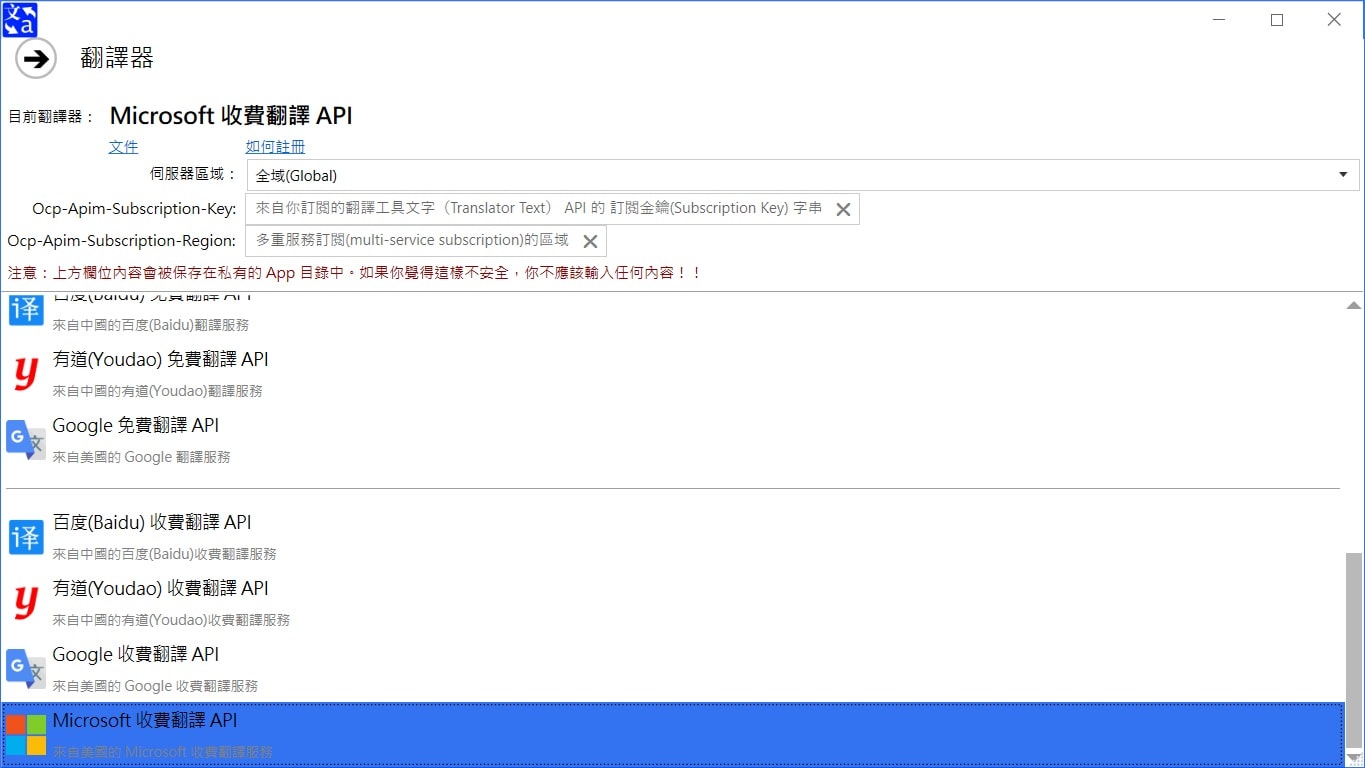 翻譯器
目前翻譯器：
Microsoft 收費翻譯 API
文件
如何註冊
伺服器區域：
全域(Global)
Ocp-Apim-Subscription-Key:
來自你訂閱的翻譯工具文字（Translator Text） API 的 訂閱金鑰(Subscription Key) 字串
Ocp-Apim-Subscription-Region:
多重服務訂閱(multi-service subscription)的區域
注意：上方欄位內容會被保存在私有的 App 目錄中。如果你覺得這樣不安全，你不應該輸入任何內容！！
译
百度(Baidu) 免費翻譯 API
來自中國的百度(Baidu)翻譯服務
y
有道(Youdao) 免費翻譯 API
來自中國的有道(Youdao)翻譯服務
G 文
Google 免費翻譯 API
來自美國的 Google 翻譯服務
译
百度(Baidu) 收費翻譯 API
來自中國的百度(Baidu)收費翻譯服務
y
有道(Youdao) 收費翻譯 API
來自中國的有道(Youdao)收費翻譯服務
G 文
Google 收費翻譯 API
來自美國的 Google 收費翻譯服務
Microsoft 收費翻譯 API
來自美國的 Microsoft 收費翻譯服務